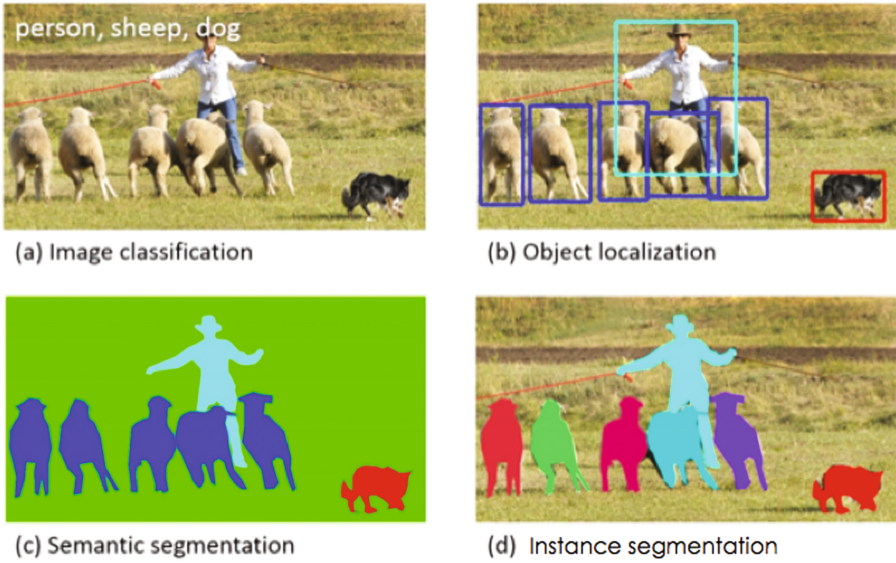 person, sheep, dog
(a) Image classification
(b) Object localization
(c) Semantic segmentation
(d) Instance segmentation